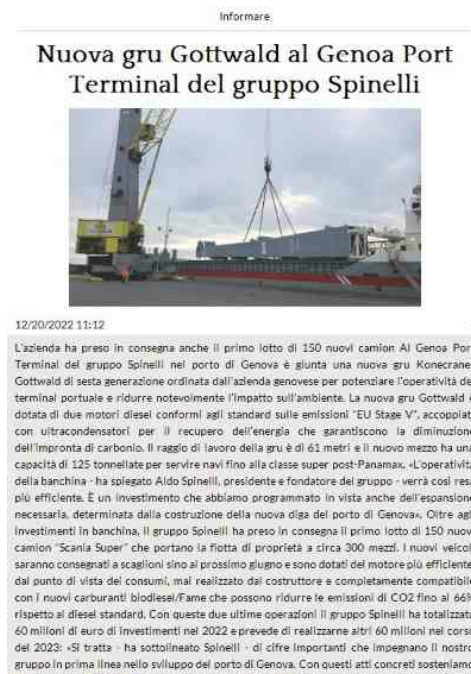 Informare
Nuova gru Gottwald al Genoa Port
Terminal del gruppo Spinelli
12/20/2022 11:12
L'azienda ha preso in consegna anche il primo lotto di 150 nuovi camion Al Genoa Por
Terminal del gruppo Spinelli nel porto di Genova è giunta una nuova gru Konecrane
Gottwald di sesta generazione ordinata dall'azienda genovese per potenziare l'operatività de
terminal portuale e ridurre notevolmente l'impatto sull'ambiente. La nuova gru Gottwald
dotata di due motori diesel conformi agli standard sulle emissioni "EU Stage V", accoppiat
con ultracondensatori per il recupero dell'energia che garantiscono la diminuzione
dell'impronta di carbonio. Il raggio di lavoro della gru è di 61 metri e il nuovo mezzo ha una
capacità di 125 tonnellate per servire navi fino alla classe super post-Panamax. «L'operatività
della banchina - ha spiegato Aldo Spinelli, presidente e fondatore del gruppo - verrà così resa
più efficiente. È un investimento che abbiamo programmato in vista anche dell'espansione
necessaria, determinata dalla costruzione della nuova diga del porto di Genova». Oltre agli
investimenti in banchina, il gruppo Spinelli ha preso in consegna il primo lotto di 150 nuov
camion "Scania Super" che portano la flotta di proprietà a circa 300 mezzi. I nuovi veicol
saranno consegnati a scaglioni sino al prossimo giugno e sono dotati del motore più efficiente
dal punto di vista dei consumi, mai realizzato dal costruttore e completamente compatibile
con i nuovi carburanti biodiesel/Fame che possono ridurre le emissioni di CO2 fino al 66%
rispetto ai diesel standard. Con queste due ultime operazioni il gruppo Spinelli ha totalizzato
60 milioni di euro di investimenti nel 2022 e prevede di realizzarne altri 60 milioni nel corso
del 2023: «Si tratta - ha sottolineato Spinelli - di cifre importanti che impegnano il nostro
gruppo in prima linea nello sviluppo del porto di Genova. Con questi atti concreti sosteniamo